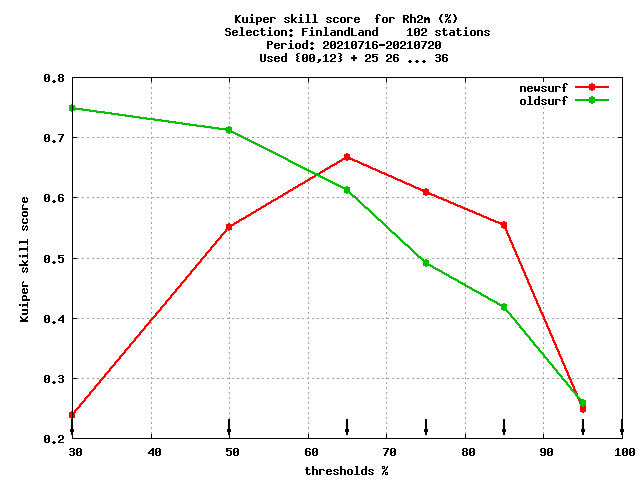 Kuiper skill score  for Rh2m (%)
Selection: FinlandLand    102 stations
Period: 20210716-20210720
Used {00,12} + 25 26 ... 36
newsurf
oldsurf
Kuiper skill score
0.8
0.7
0.6
0.5
0.4
0.3
0.2
30 40 50 60 70 80 90 100
thresholds %